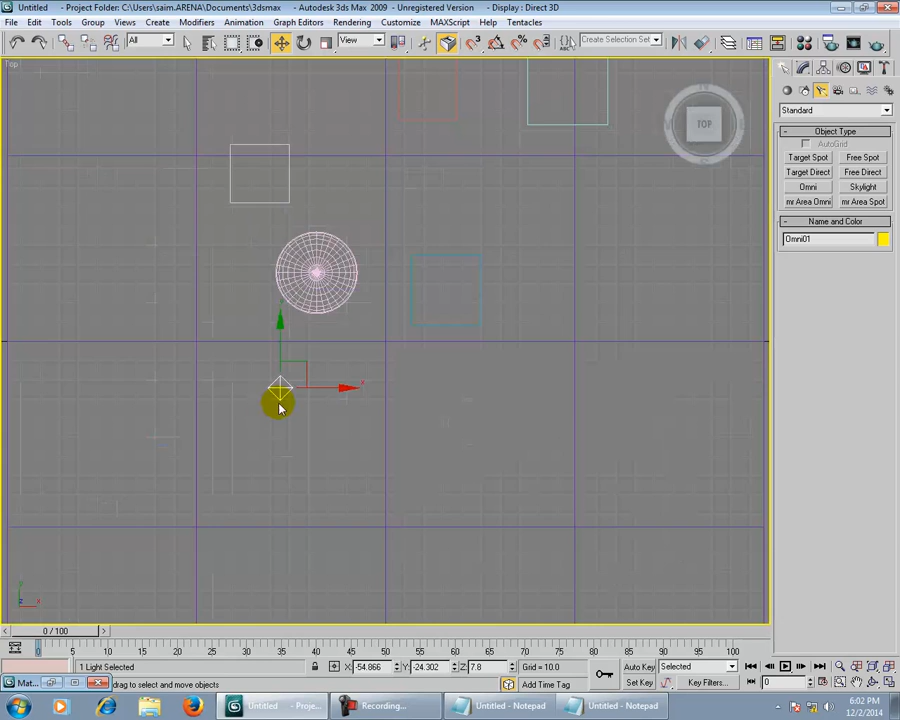 Untitled - Project Folder: C:\Users\saim.ARENA\Documents\3dsmax - Autodesk 3ds Max 2009 - Unregistered Version - Display : Direct 3D
File Edit Tools Group Views Create Modifiers Animation Graph Editors Rendering Customize MAXScript Help Tentacles
All View 3 Create Selection Set
Top
TOP
Standard
- Object Type
AutoGrid
Target Spot Free Spot
Target Direct Free Direct
Omni Skylight
mr Area Omni mr Area Spot
- Name and Color
Omni01
x
y
z x
0 / 100
0 5 10 15 20 25 30 35 40 45 50 55 60 65 70 75 80 85 90 95 100
1 Light Selected X: -54.866 Y: -24.302 Z: 7.8 Grid = 10.0 Auto Key Selected
Mat... drag to select and move objects Add Time Tag Set Key Key Filters... 0
Untitled - Proje... Recording... Untitled - Notepad Untitled - Notepad 6:02 PM
12/2/2014